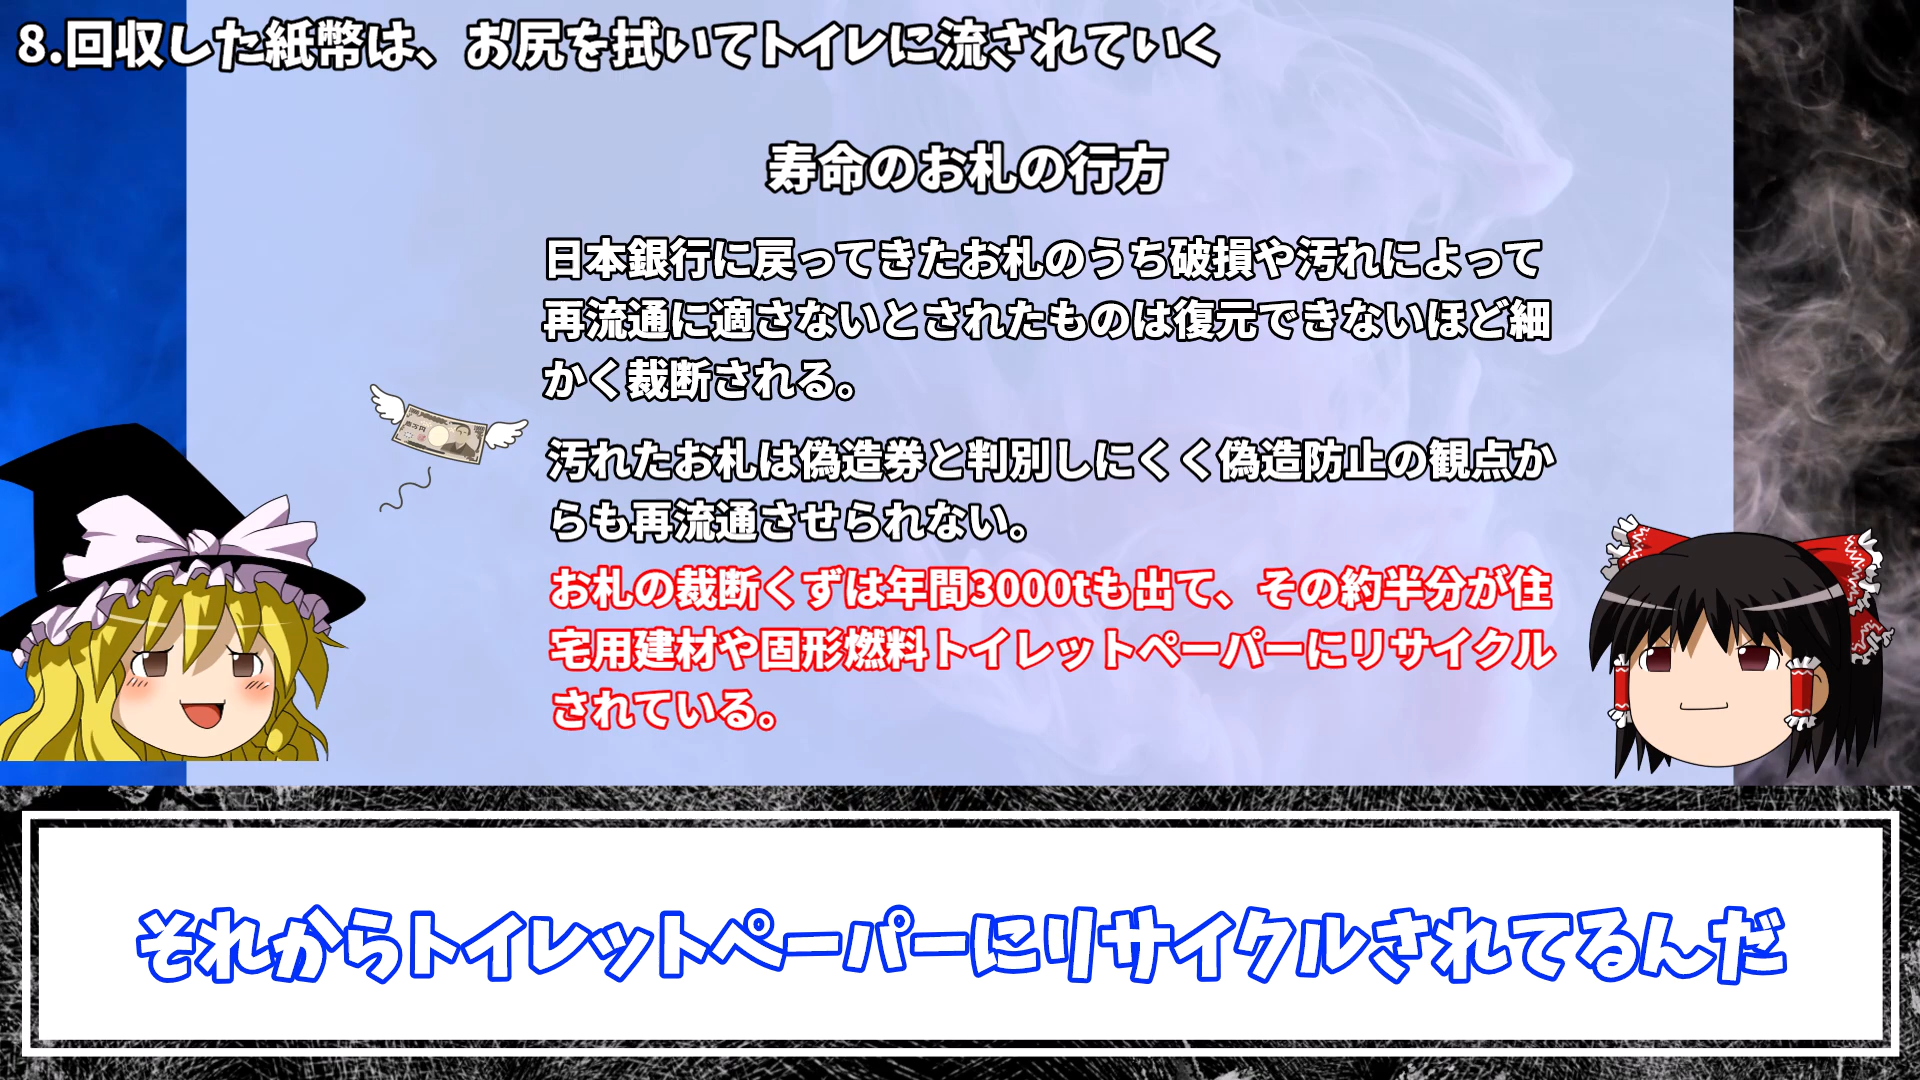 8.回収した紙幣は、お尻を拭いてトイレに流されていく
寿命のお札の行方
日本銀行に戻ってきたお札のうち破損や汚れによって
再流通に適さないとされたものは復元できないほど細
かく裁断される。
汚れたお札は偽造券と判別しにくく偽造防止の観点か
らも再流通させられない。
お札の裁断くずは年間3000tも出て、その約半分が住
宅用建材や固形燃料トイレットペーパーにリサイクル
されている。
それからトイレットペーパーにリサイクルされてるんだ